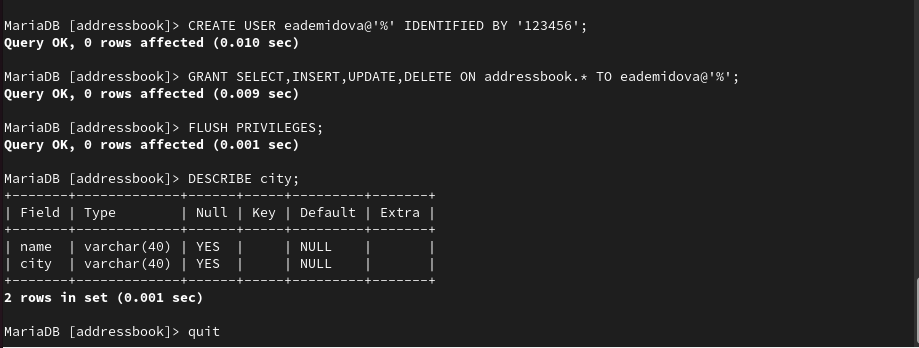 MariaDB [addressbook]> CREATE USER eademidova@'%' IDENTIFIED BY '123456';
Query OK, 0 rows affected (0.010 sec)
MariaDB [addressbook]> GRANT SELECT,INSERT,UPDATE,DELETE ON addressbook.* TO eademidova@'%';
Query OK, 0 rows affected (0.009 sec)
MariaDB [addressbook]> FLUSH PRIVILEGES;
Query OK, 0 rows affected (0.001 sec)
MariaDB [addressbook]> DESCRIBE city;
+-------+-------------+------+-----+---------+-------+
| Field | Type        | Null | Key | Default | Extra |
+-------+-------------+------+-----+---------+-------+
| name  | varchar(40) | YES  |     | NULL    |       |
| city  | varchar(40) | YES  |     | NULL    |       |
+-------+-------------+------+-----+---------+-------+
2 rows in set (0.001 sec)
MariaDB [addressbook]> quit